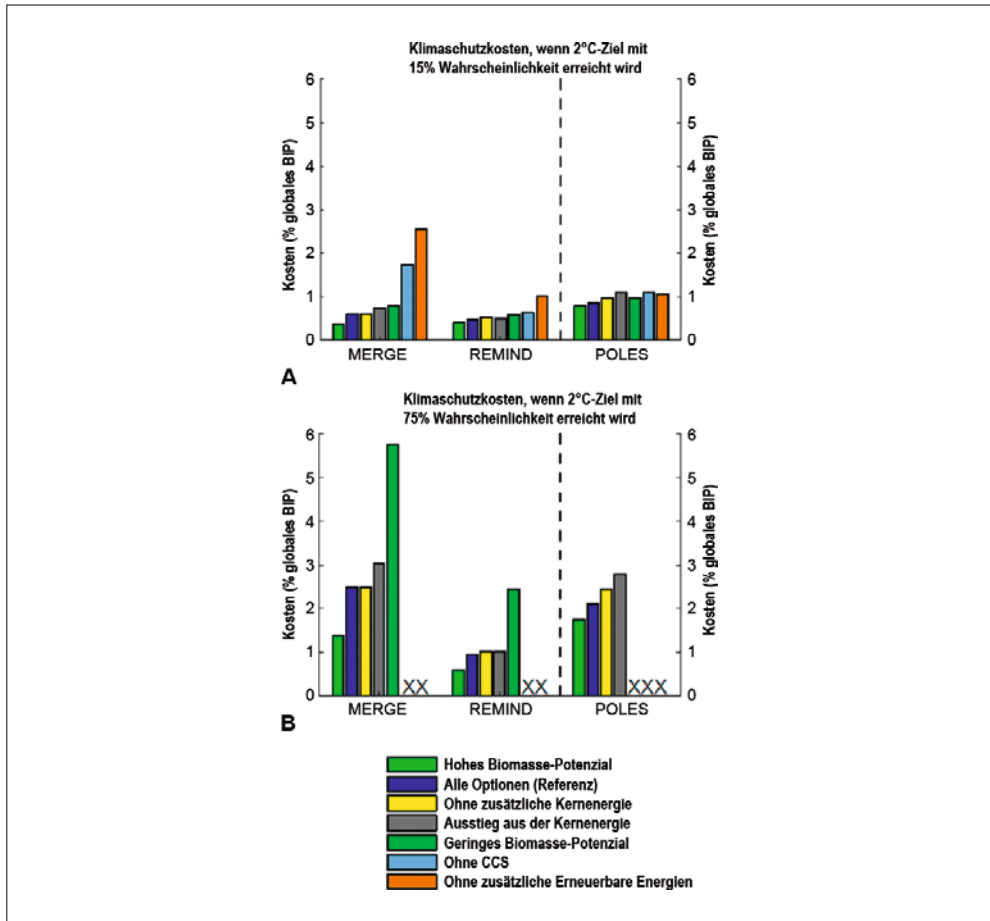 Klimaschutzkosten, wenn 2°C-Ziel mit
15% Wahrscheinlichkeit erreicht wird
Kosten (% globales BIP)
6
5
4
3
2
1
0
MERGE
REMIND
POLES
6
5
4
3
2
1
0
Kosten (% globales BIP)
A
Klimaschutzkosten, wenn 2°C-Ziel mit
75% Wahrscheinlichkeit erreicht wird
Kosten (% globales BIP)
6
5
4
3
2
1
0
XX
XX
XXX
MERGE
REMIND
POLES
6
5
4
3
2
1
0
Kosten (% globales BIP)
B
Hohes Biomasse-Potenzial
Alle Optionen (Referenz)
Ohne zusätzliche Kernenergie
Ausstieg aus der Kernenergie
Geringes Biomasse-Potenzial
Ohne CCS
Ohne zusätzliche Erneuerbare Energien